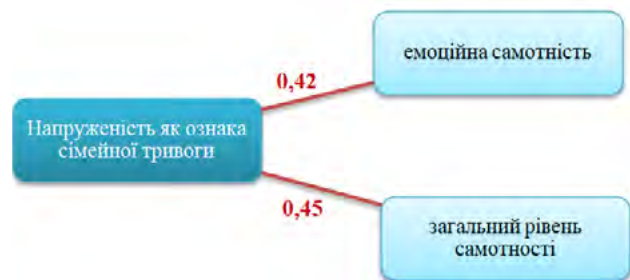 емоційна самотність
0,42
Напруженість як ознака
сімейної тривоги
0,45
загальний рівень
самотності